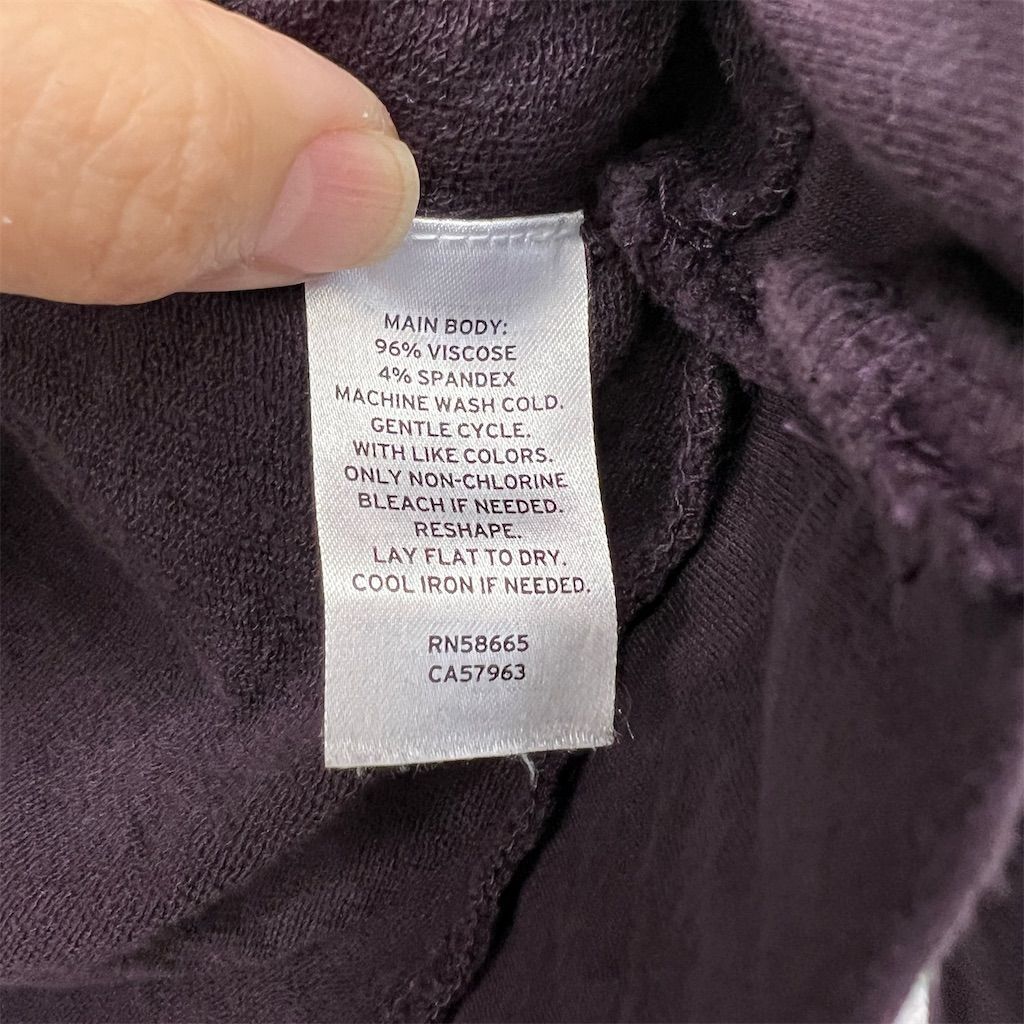 MAIN BODY:
96% VISCOSE
4% SPANDEX
MACHINE WASH COLD.
GENTLE CYCLE.
WITH LIKE COLORS.
ONLY NON-CHLORINE
BLEACH IF NEEDED.
RESHAPE.
LAY FLAT TO DRY.
COOL IRON IF NEEDED.
RN58665
CA57963